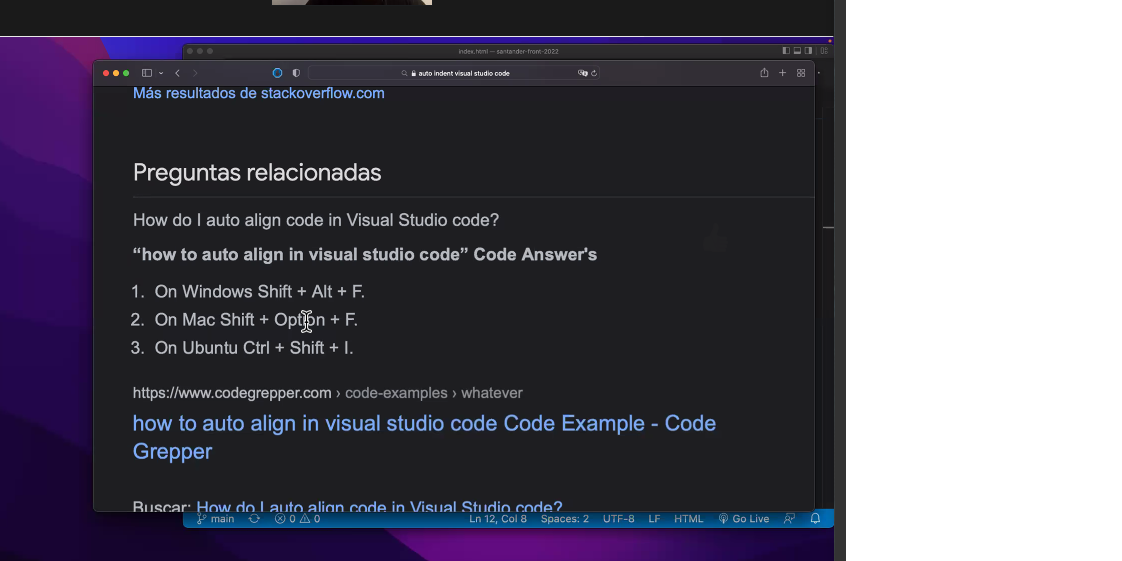 index.html — santander-front-2022
auto indent visual studio code
Más resultados de stackoverflow.com
Preguntas relacionadas
How do I auto align code in Visual Studio code?
“how to auto align in visual studio code” Code Answer's
1. On Windows Shift + Alt + F.
2. On Mac Shift + Option + F.
3. On Ubuntu Ctrl + Shift + I.
https://www.codegrepper.com › code-examples › whatever
how to auto align in visual studio code Code Example - Code
Grepper
Buscar: How do I auto align code in Visual Studio code?
main 0 0 Ln 12, Col 8 Spaces: 2 UTF-8 LF HTML Go Live